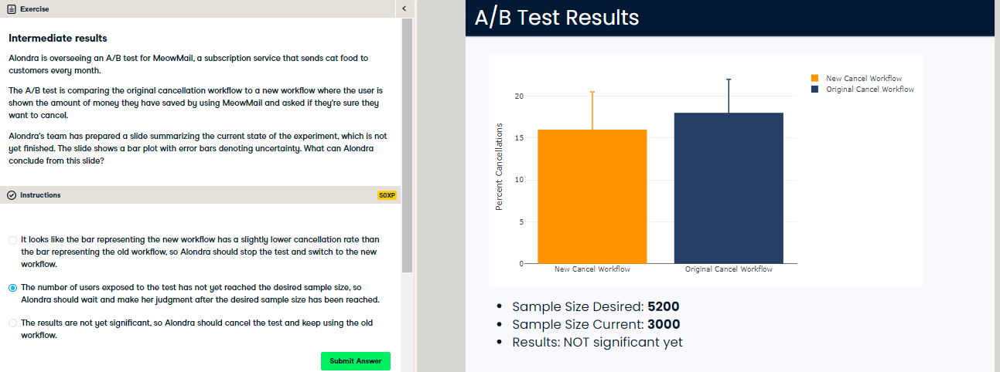 Exercise
Intermediate results
Alondra is overseeing an A/B test for MeowMail, a subscription service that sends cat food to
customers every month.
The A/B test is comparing the original cancellation workflow to a new workflow where the user is
shown the amount of money they have saved by using MeowMail and asked if they're sure they
want to cancel.
Alondra's team has prepared a slide summarizing the current state of the experiment, which is not
yet finished. The slide shows a bar plot with error bars denoting uncertainty. What can Alondra
conclude from this slide?
Instructions
50XP
It looks like the bar representing the new workflow has a slightly lower cancellation rate than
the bar representing the old workflow, so Alondra should stop the test and switch to the new
workflow.
The number of users exposed to the test has not yet reached the desired sample size, so
Alondra should wait and make her judgment after the desired sample size has been reached.
The results are not yet significant, so Alondra should cancel the test and keep using the old
workflow.
Submit Answer
A/B Test Results
New Cancel Workflow
Original Cancel Workflow
Percent Cancellations
20
15
10
5
0
New Cancel Workflow
Original Cancel Workflow
• Sample Size Desired: 5200
• Sample Size Current: 3000
• Results: NOT significant yet